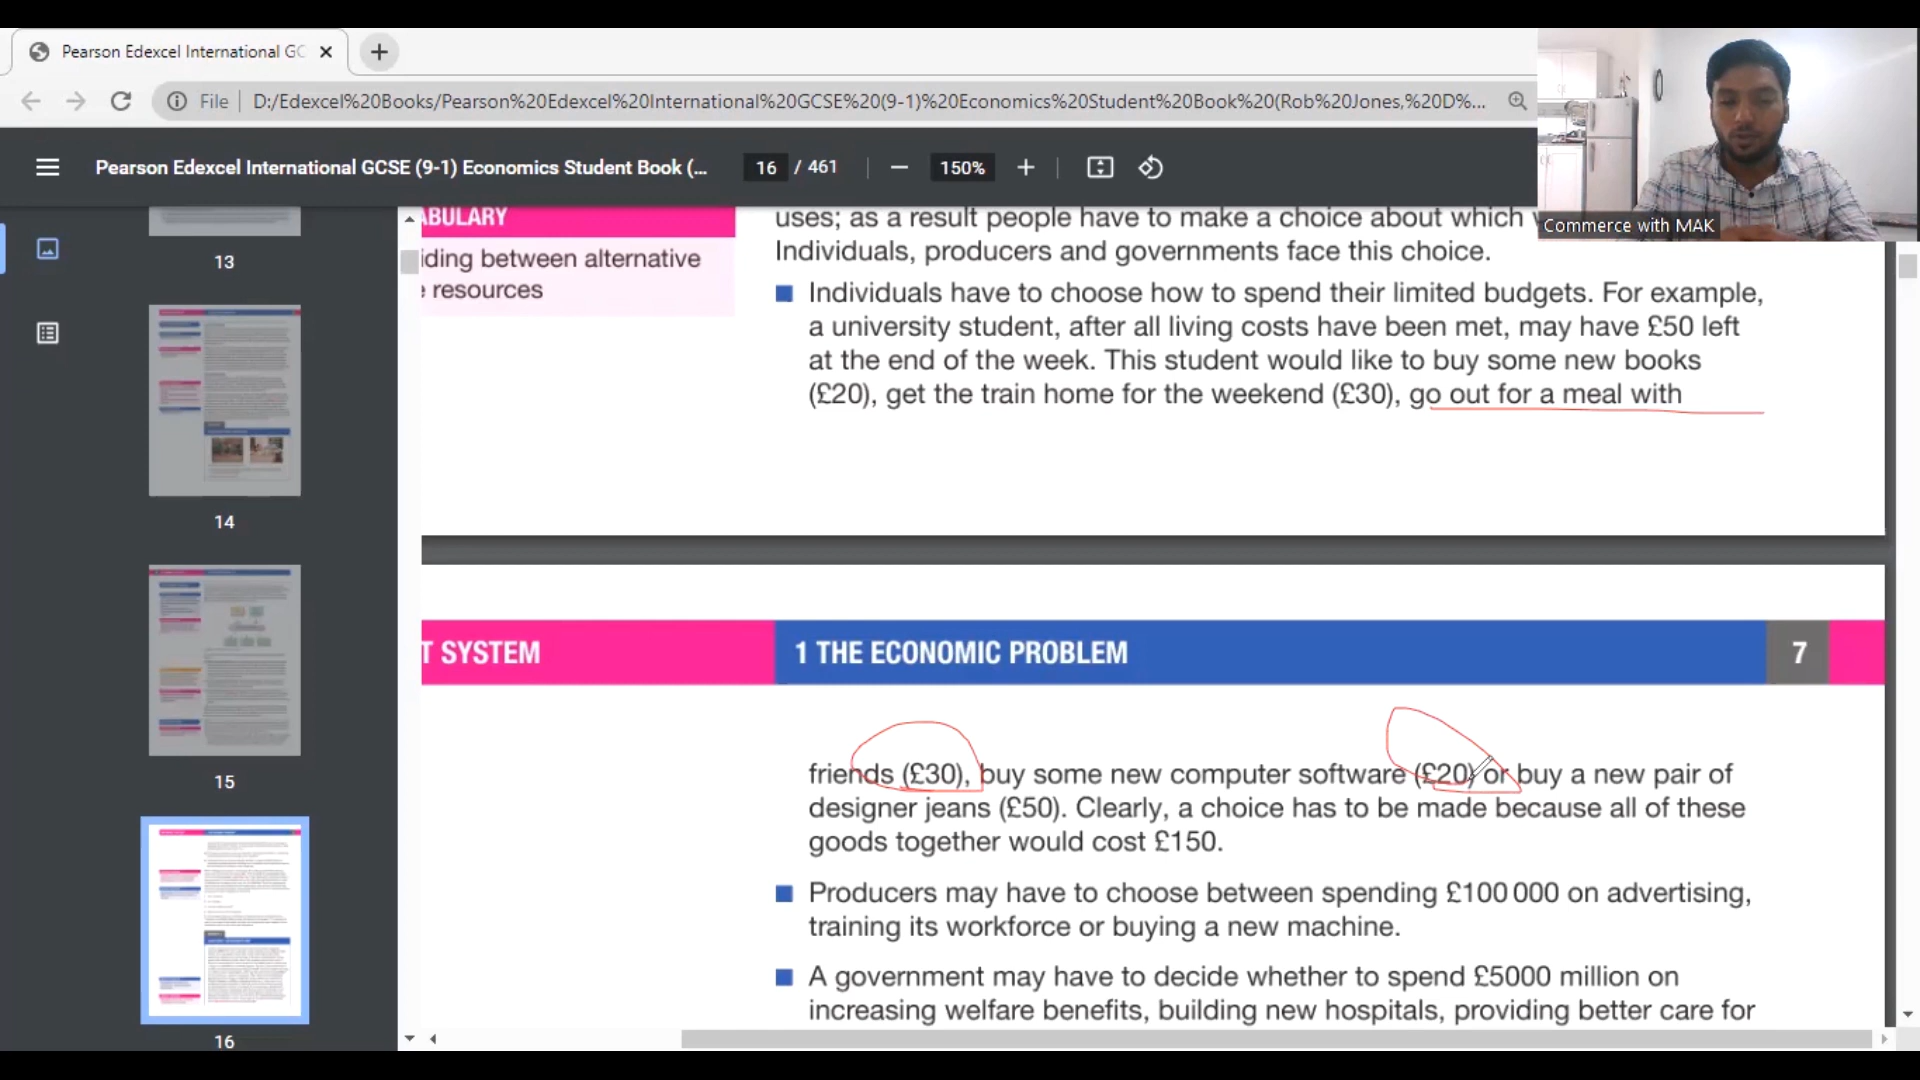 Pearson Edexcel International GC
File
D:/Edexcel%20Books/Pearson%20Edexcel%20International%20GCSE%20(9-1)%20Economics%20Student%20Book%20(Rob%20Jones,%20D%...
Pearson Edexcel International GCSE (9-1) Economics Student Book (...
16 / 461
150%
Commerce with MAK
13
14
15
16
ABULARY
iding between alternative
e resources
uses; as a result people have to make a choice about which
Individuals, producers and governments face this choice.
Individuals have to choose how to spend their limited budgets. For example,
a university student, after all living costs have been met, may have £50 left
at the end of the week. This student would like to buy some new books
(£20), get the train home for the weekend (£30), go out for a meal with
T SYSTEM
1 THE ECONOMIC PROBLEM
7
friends (£30), buy some new computer software (£20) or buy a new pair of
designer jeans (£50). Clearly, a choice has to be made because all of these
goods together would cost £150.
Producers may have to choose between spending £100 000 on advertising,
training its workforce or buying a new machine.
A government may have to decide whether to spend £5000 million on
increasing welfare benefits, building new hospitals, providing better care for